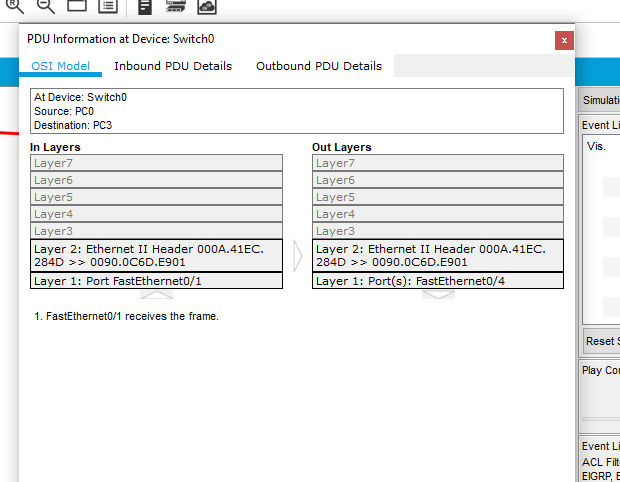 PDU Information at Device: Switch0
x
OSI Model
Inbound PDU Details
Outbound PDU Details
At Device: Switch0
Source: PC0
Destination: PC3
In Layers
Layer7
Layer6
Layer5
Layer4
Layer3
Layer 2: Ethernet II Header 000A.41EC.
284D >> 0090.0C6D.E901
Layer 1: Port FastEthernet0/1
Out Layers
Layer7
Layer6
Layer5
Layer4
Layer3
Layer 2: Ethernet II Header 000A.41EC.
284D >> 0090.0C6D.E901
Layer 1: Port(s): FastEthernet0/4
1. FastEthernet0/1 receives the frame.
Simulati
Event Li
Vis.
Reset S
Play Co
Event Li
ACL Filt
EIGRP, E